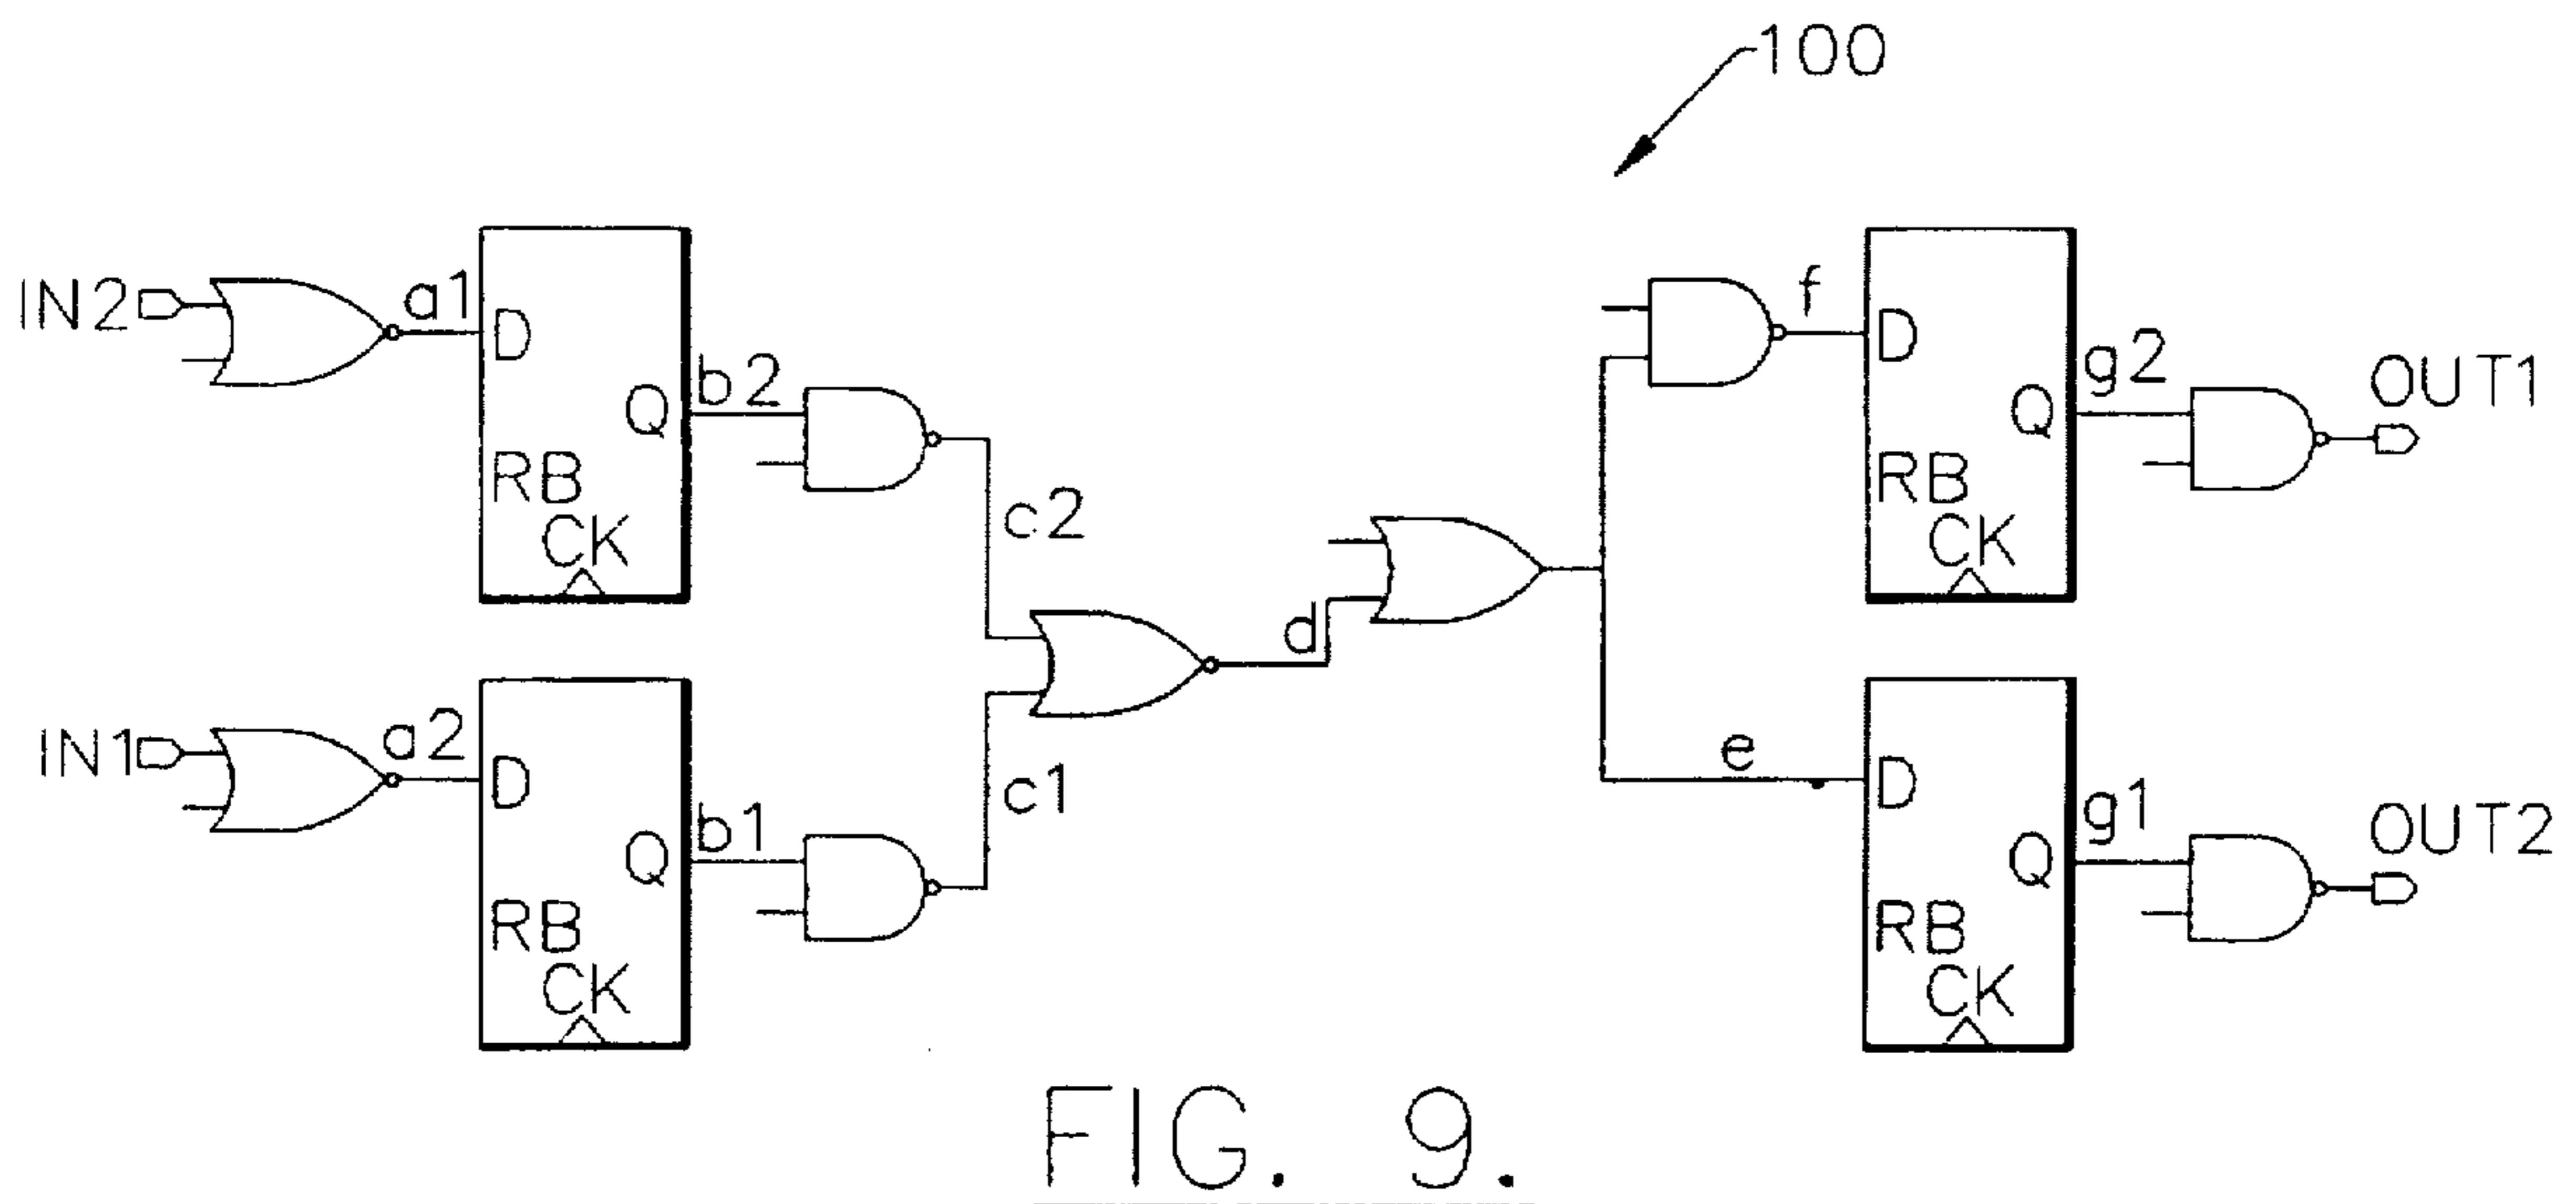 100
IN2
a1
D
Q
RB
CK
b2
c2
IN1
a2
D
Q
RB
CK
b1
c1
d
f
D
Q
RB
CK
g2
OUT1
e
D
Q
RB
CK
g1
OUT2
FIG. 9.